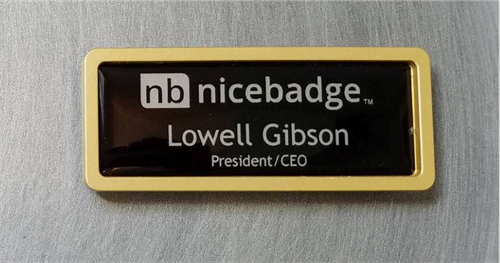 nb nicebadge™
Lowell Gibson
President/CEO